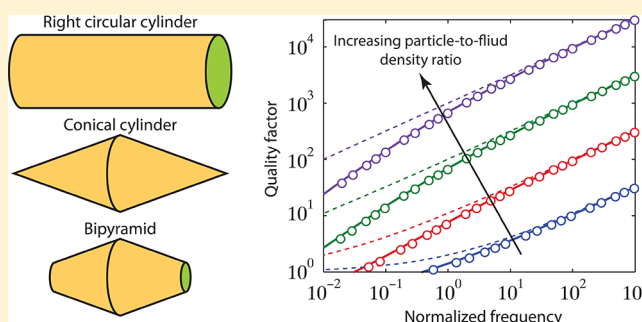 Right circular cylinder
Conical cylinder
Bipyramid
Increasing particle-to-fliud
density ratio
Quality factor
10^4
10^3
10^2
10^1
10^0
10^-2
10^-1
10^0
10^1
10^2
Normalized frequency